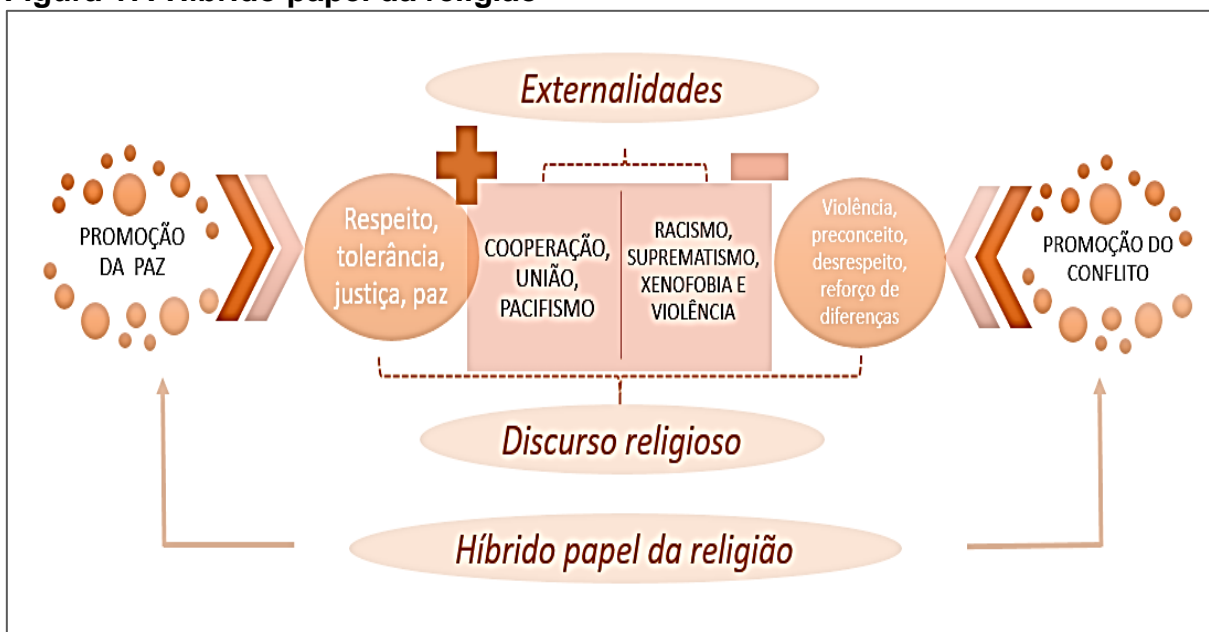 Externalidades
PROMOÇÃO
DA PAZ
Respeito,
tolerância,
justiça, paz
COOPERAÇÃO,
UNIÃO,
PACIFISMO
RACISMO,
SUPREMATISMO,
XENOFOBIA E
VIOLÊNCIA
Violência,
preconceito,
desrespeito,
reforço de
diferenças
PROMOÇÃO DO
CONFLITO
Discurso religioso
Híbrido papel da religião